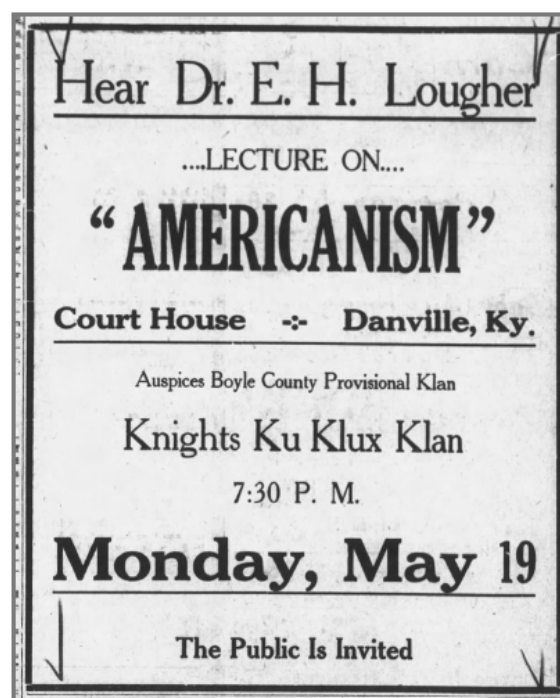 Hear Dr. E. H. Lougher
....LECTURE ON....
“AMERICANISM”
Court House -:- Danville, Ky.
Auspices Boyle County Provisional Klan
Knights Ku Klux Klan
7:30 P. M.
Monday, May 19
The Public Is Invited